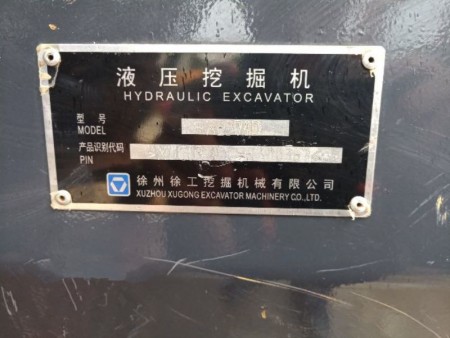 液压挖掘机
HYDRAULIC EXCAVATOR
型号
MODEL
产品识别代码
PIN
徐州徐工挖掘机械有限公司
XUZHOU XUGONG EXCAVATOR MACHINERY CO.,LTD.